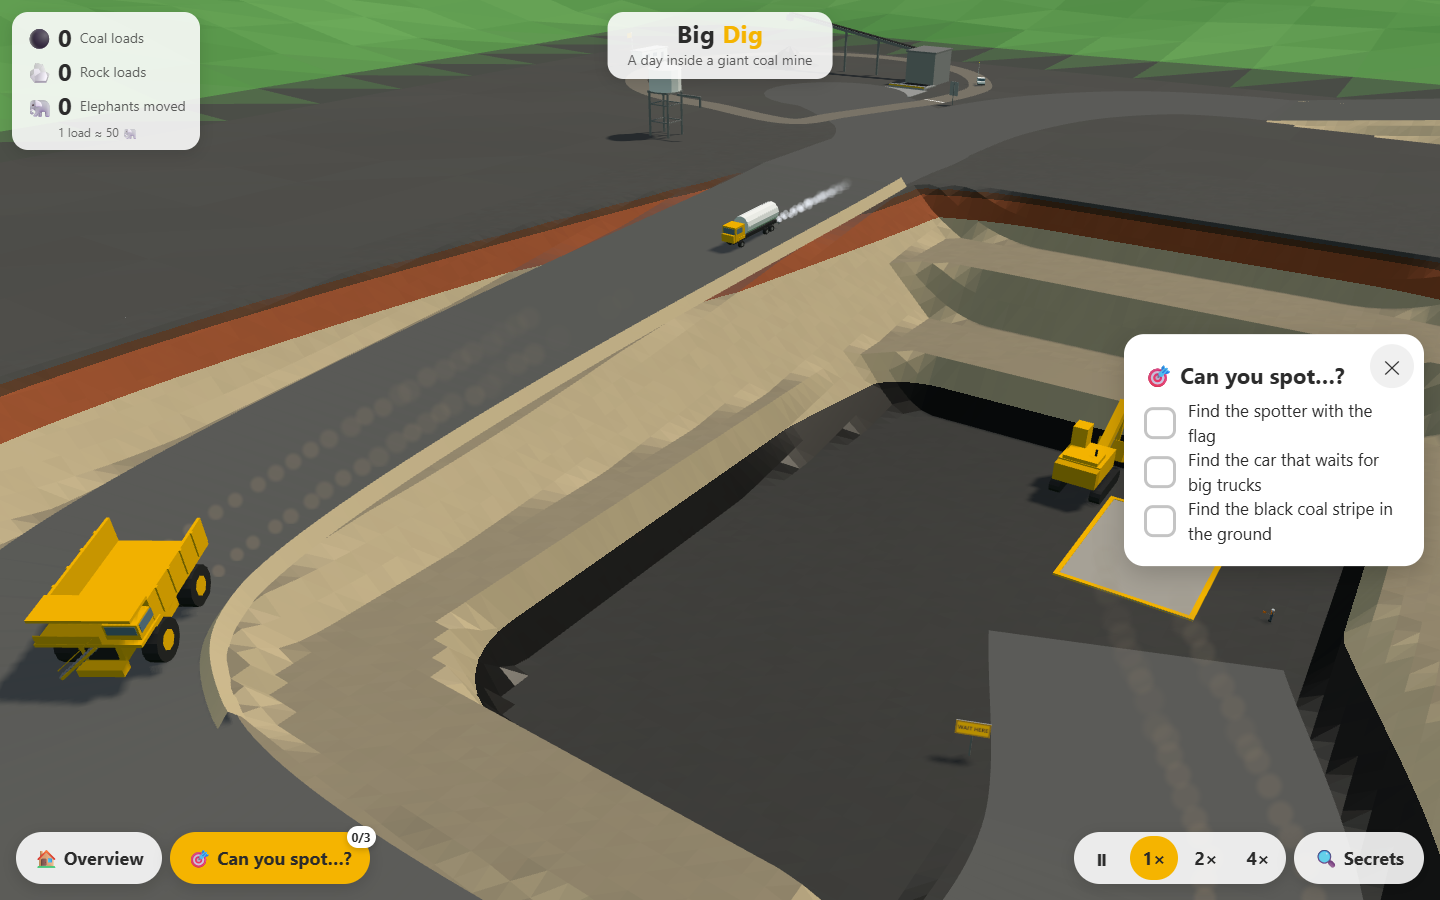 0 Coal loads
0 Rock loads
0 Elephants moved
1 load ≈ 50
Big Dig
A day inside a giant coal mine
Can you spot...?
Find the spotter with the
flag
Find the car that waits for
big trucks
Find the black coal stripe in
the ground
WAIT HERE
Overview
Can you spot...?
0/3
1×
2×
4×
Secrets